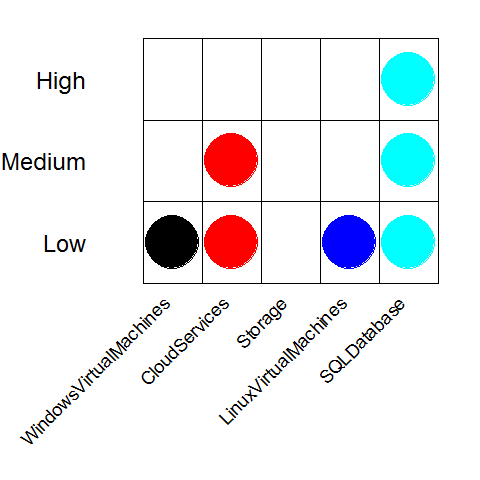 High
Medium
Low
WindowsVirtualMachines
CloudServices
Storage
LinuxVirtualMachines
SQLDatabase